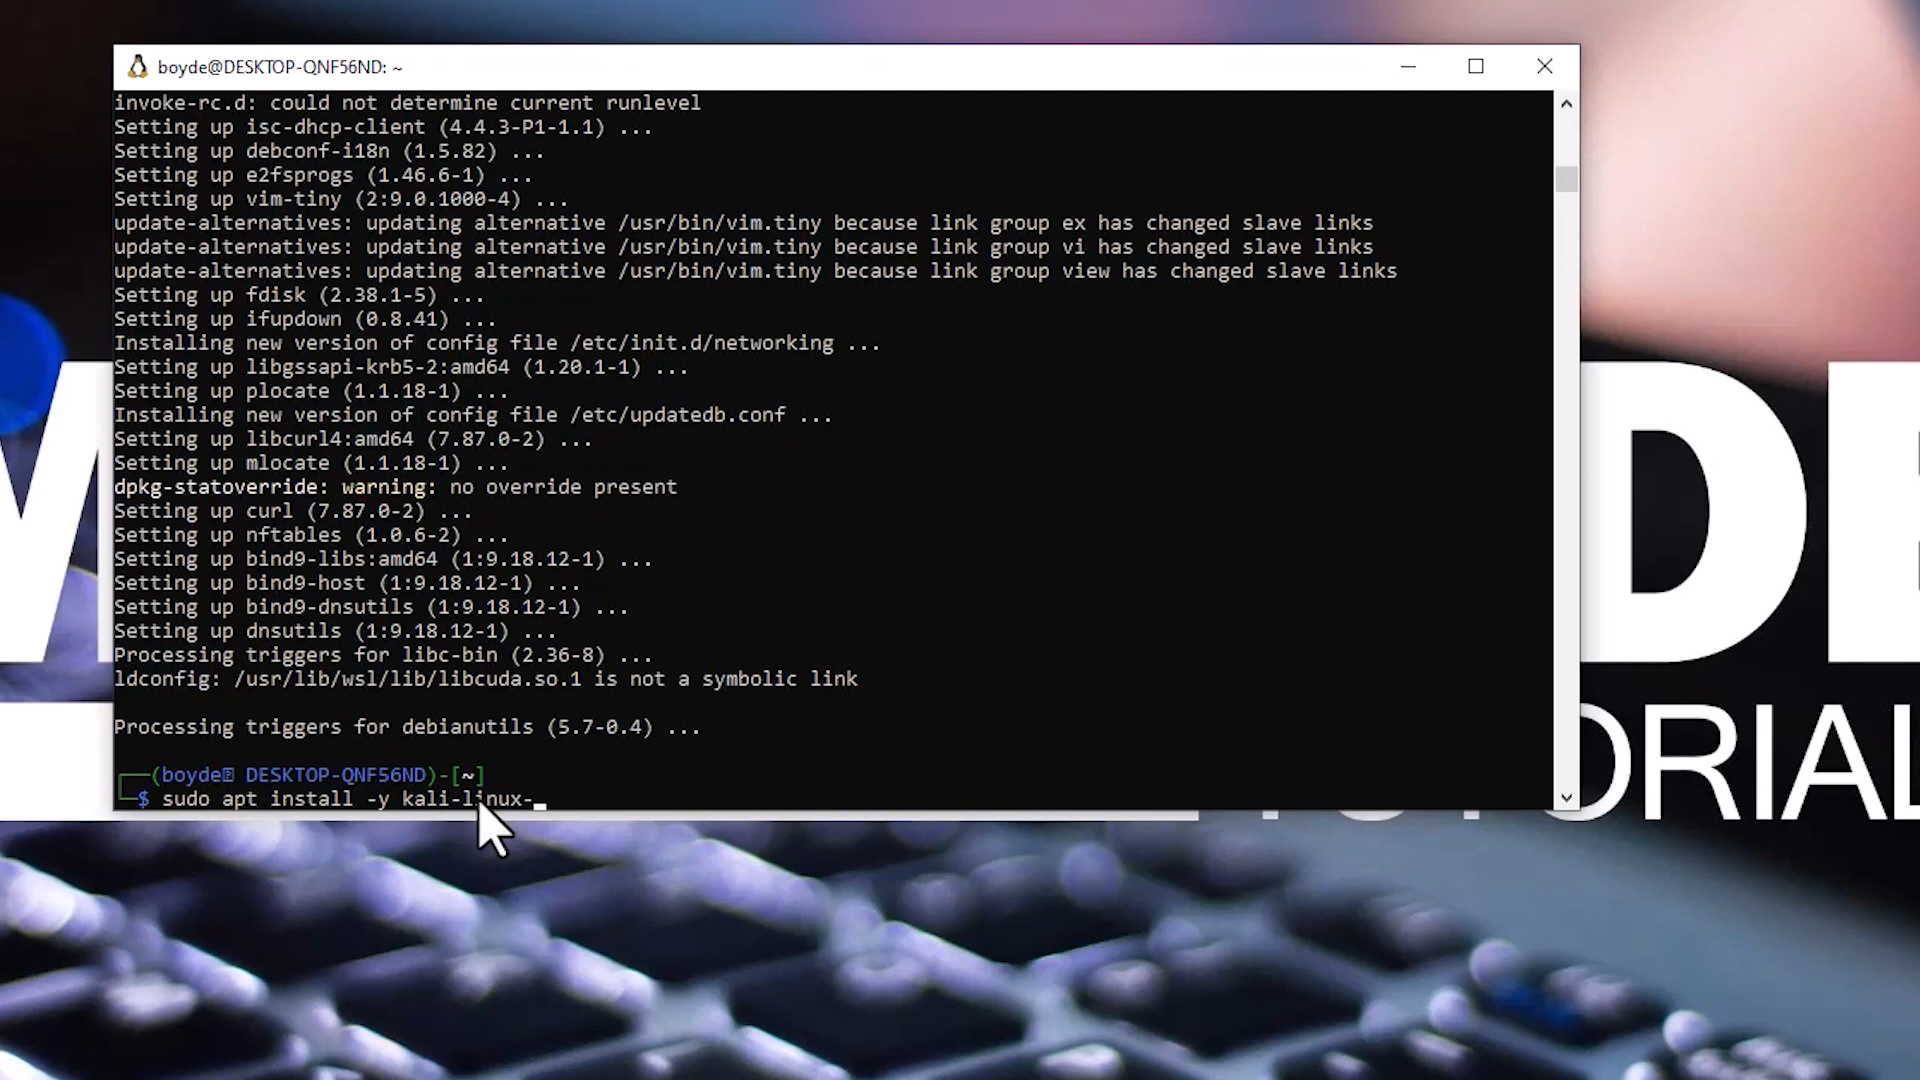 boyde@DESKTOP-QNF56ND: ~
invoke-rc.d: could not determine current runlevel
Setting up isc-dhcp-client (4.4.3-P1-1.1) ...
Setting up debconf-i18n (1.5.82) ...
Setting up e2fsprogs (1.46.6-1) ...
Setting up vim-tiny (2:9.0.1000-4) ...
update-alternatives: updating alternative /usr/bin/vim.tiny because link group ex has changed slave links
update-alternatives: updating alternative /usr/bin/vim.tiny because link group vi has changed slave links
update-alternatives: updating alternative /usr/bin/vim.tiny because link group view has changed slave links
Setting up fdisk (2.38.1-5) ...
Setting up ifupdown (0.8.41) ...
Installing new version of config file /etc/init.d/networking ...
Setting up libgssapi-krb5-2:amd64 (1.20.1-1) ...
Setting up plocate (1.1.18-1) ...
Installing new version of config file /etc/updatedb.conf ...
Setting up libcurl4:amd64 (7.87.0-2) ...
Setting up mlocate (1.1.18-1) ...
dpkg-statoverride: warning: no override present
Setting up curl (7.87.0-2) ...
Setting up nftables (1.0.6-2) ...
Setting up bind9-libs:amd64 (1:9.18.12-1) ...
Setting up bind9-host (1:9.18.12-1) ...
Setting up bind9-dnsutils (1:9.18.12-1) ...
Setting up dnsutils (1:9.18.12-1) ...
Processing triggers for libc-bin (2.36-8) ...
ldconfig: /usr/lib/wsl/lib/libcuda.so.1 is not a symbolic link
Processing triggers for debianutils (5.7-0.4) ...
┌──(boyde⍰ DESKTOP-QNF56ND)-[~]
└─$ sudo apt install -y kali-linux-